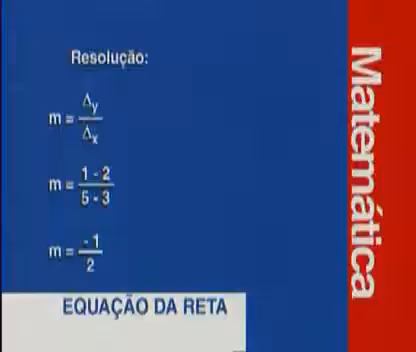 Resolução:
m = Δy/Δx
m = 1 - 2/5 - 3
m = - 1/2
EQUAÇÃO DA RETA
Matemática